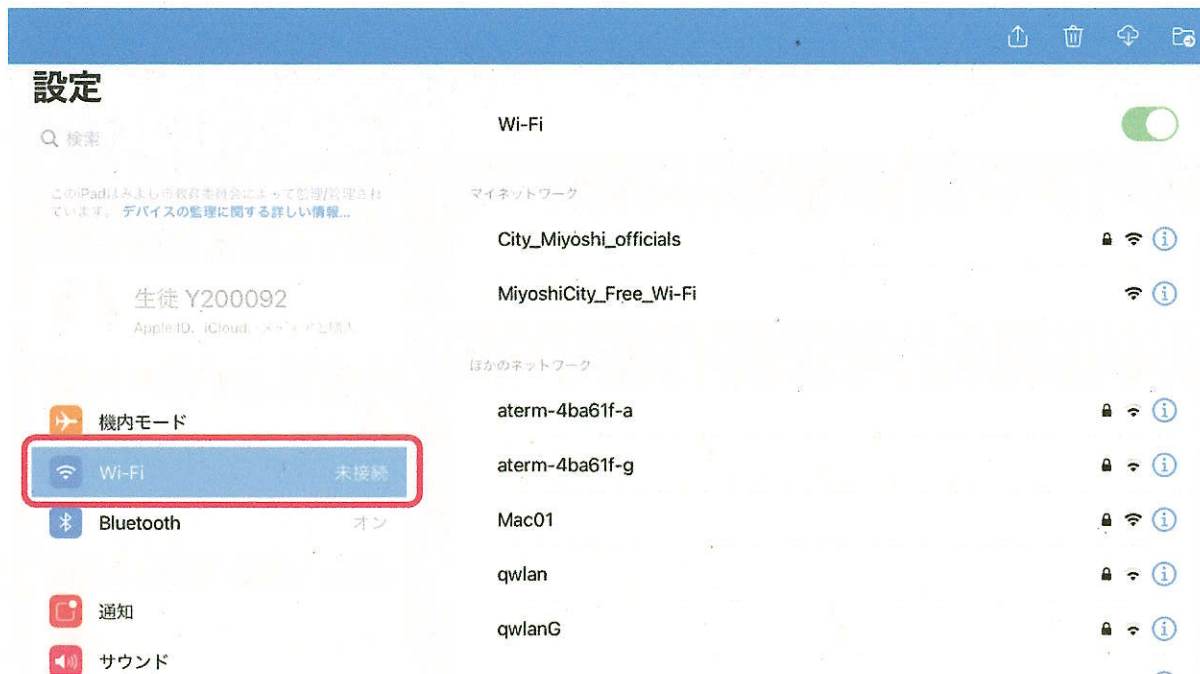 設定
検索
このiPadはみよし市教育委員会によって監理/管理され
ています。デバイスの監理に関する詳しい情報...
生徒 Y200092
Apple ID、iCloud、メディアと購入
機内モード
Wi-Fi 未接続
Bluetooth オン
通知
サウンド
Wi-Fi
マイネットワーク
City_Miyoshi_officials
MiyoshiCity_Free_Wi-Fi
ほかのネットワーク
aterm-4ba61f-a
aterm-4ba61f-g
Mac01
qwlan
qwlanG